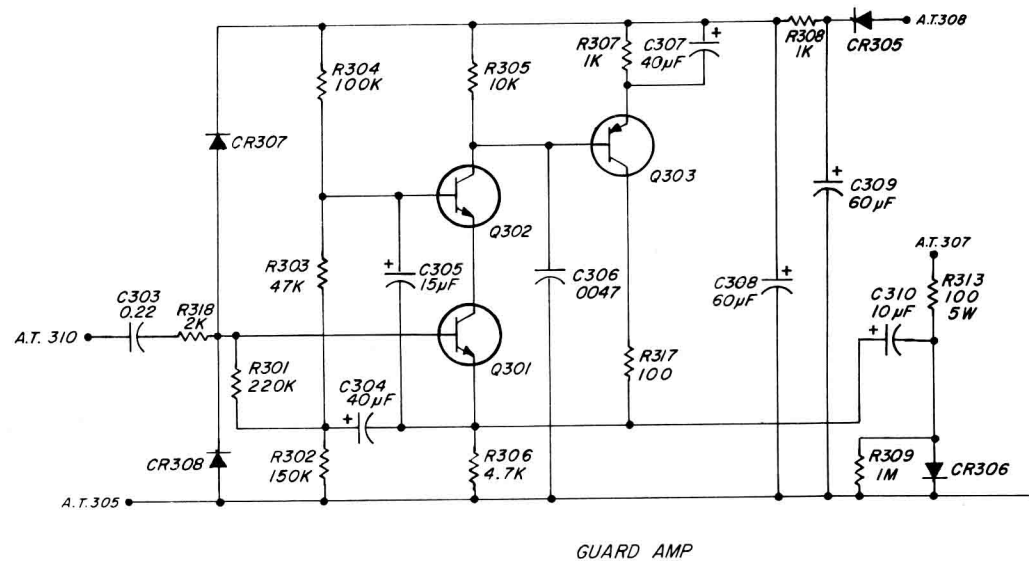 R304
100K
R305
10K
R307
1K
+
C307
40µF
R308
1K
CR305
A.T.308
CR307
Q303
+
C309
60µF
Q302
A.T.307
R303
47K
+
C305
15µF
C306
0047
+
C308
60µF
C310
10µF
R313
100
5W
C303
0.22
R318
2K
+
A.T. 310
R301
220K
Q301
R317
100
C304
40µF
+
CR308
R302
150K
R306
4.7K
R309
1M
CR306
A.T.305
GUARD AMP